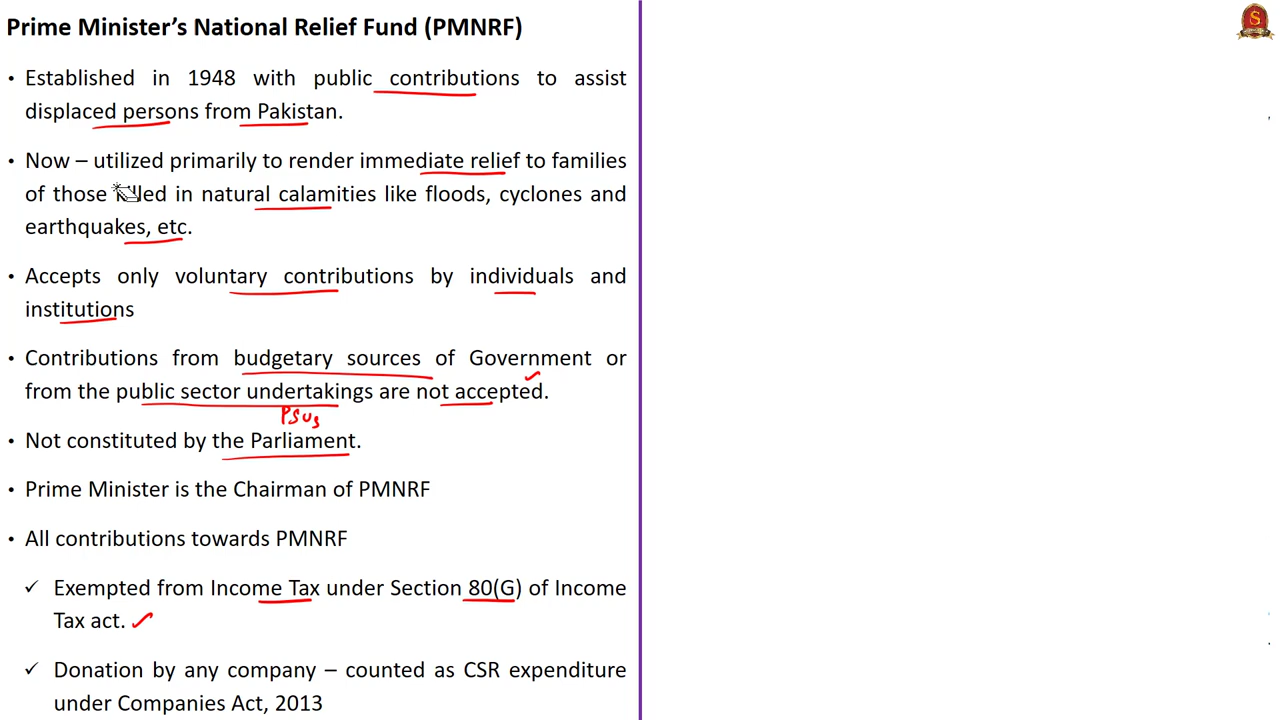 Prime Minister’s National Relief Fund (PMNRF)
• Established in 1948 with public contributions to assist
displaced persons from Pakistan.
• Now – utilized primarily to render immediate relief to families
of those in natural calamities like floods, cyclones and
earthquakes, etc.
• Accepts only voluntary contributions by individuals and
institutions
• Contributions from budgetary sources of Government or
from the public sector undertakings are not accepted.
PSUs
• Not constituted by the Parliament.
• Prime Minister is the Chairman of PMNRF
• All contributions towards PMNRF
✓ Exempted from Income Tax under Section 80(G) of Income
Tax act.
✓ Donation by any company – counted as CSR expenditure
under Companies Act, 2013